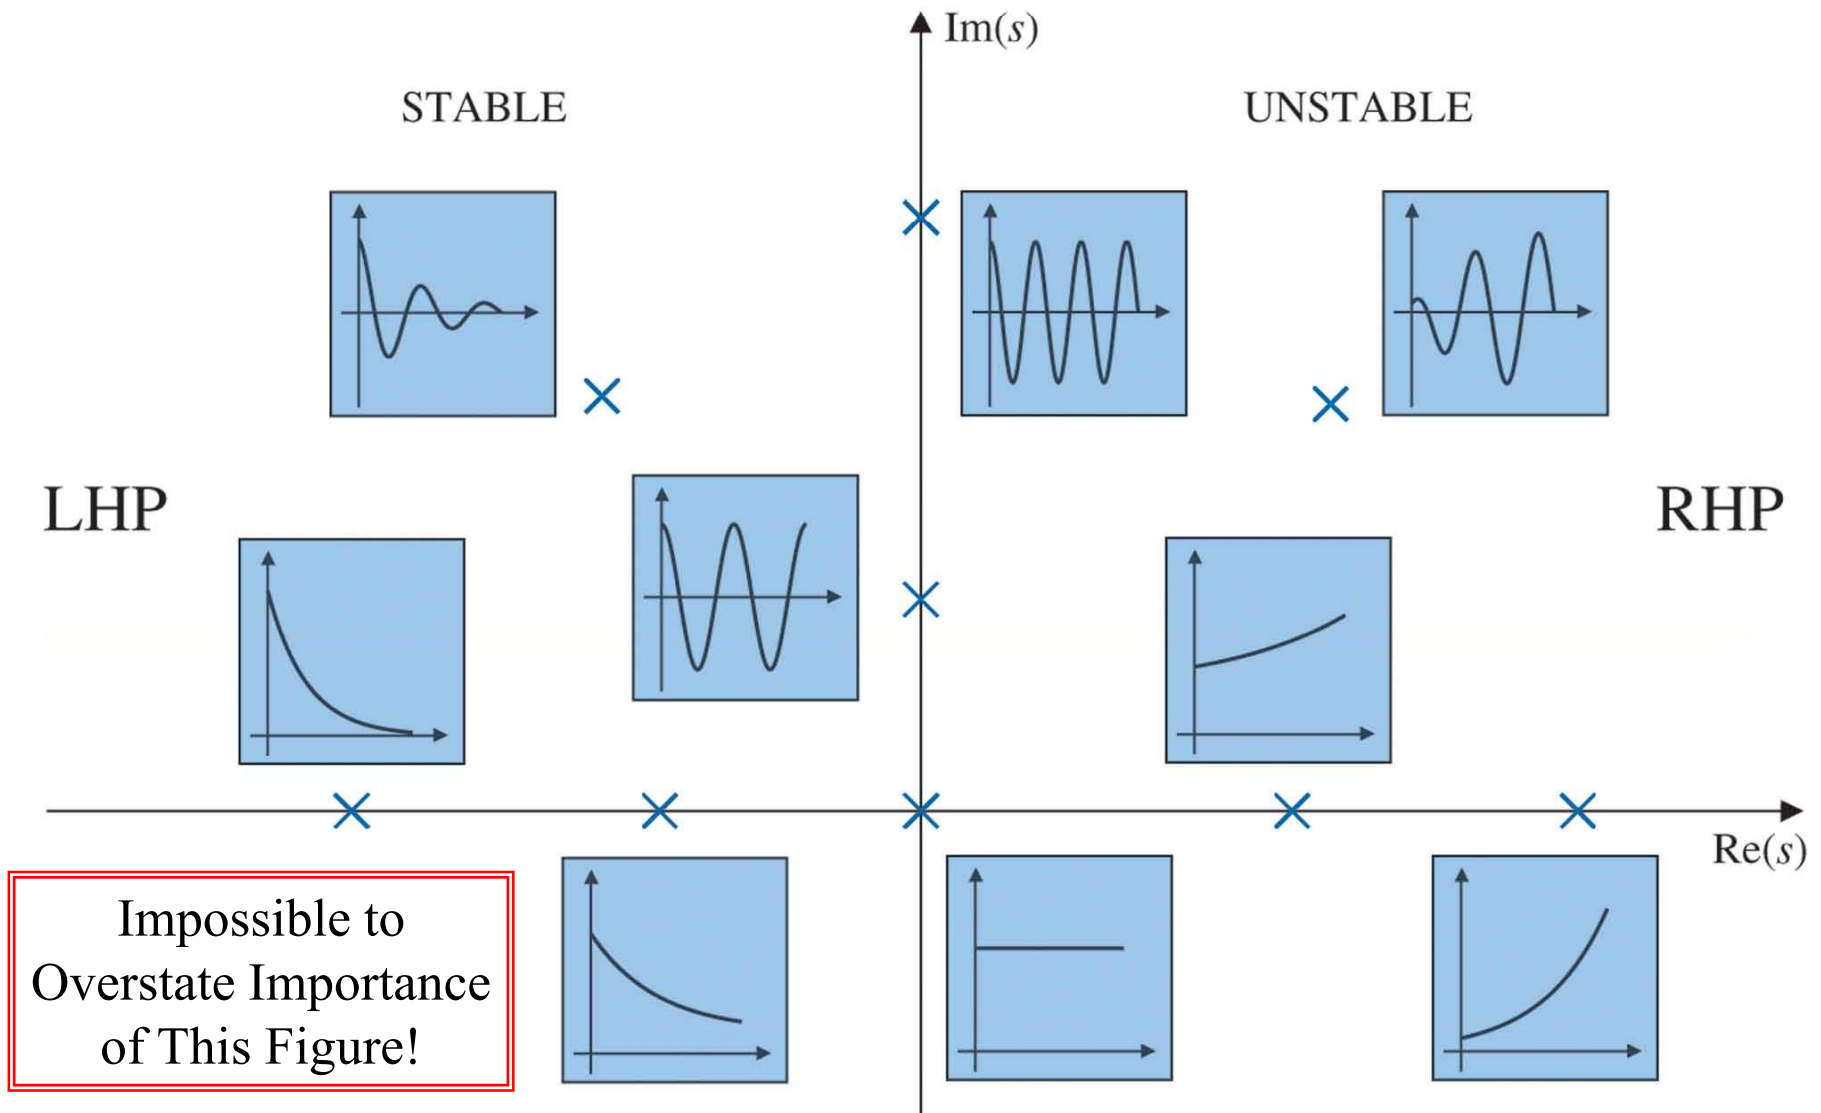 Im(s)
STABLE
UNSTABLE
LHP
RHP
Re(s)
Impossible to
Overstate Importance
of This Figure!